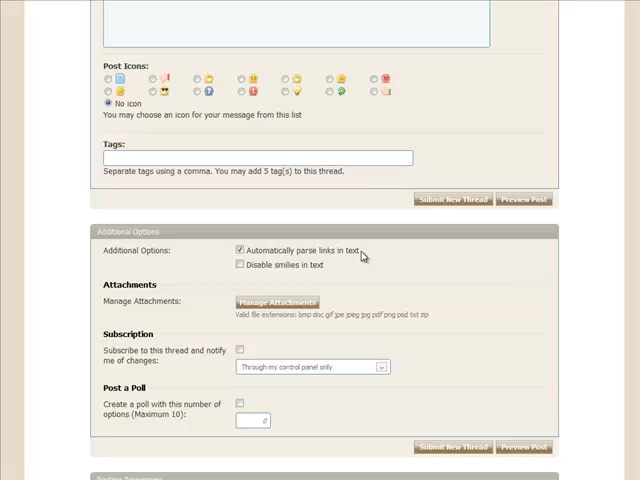 Post Icons:
No icon
You may choose an icon for your message from this list
Tags:
Separate tags using a comma. You may add 5 tag(s) to this thread.
Submit New Thread Preview Post
Additional Options
Additional Options: Automatically parse links in text
Disable smilies in text
Attachments
Manage Attachments: Manage Attachments
Valid file extensions: bmp doc gif jpe jpeg jpg pdf png psd txt zip
Subscription
Subscribe to this thread and notify
me of changes:
Through my control panel only
Post a Poll
Create a poll with this number of
options (Maximum 10):
0
Submit New Thread Preview Post